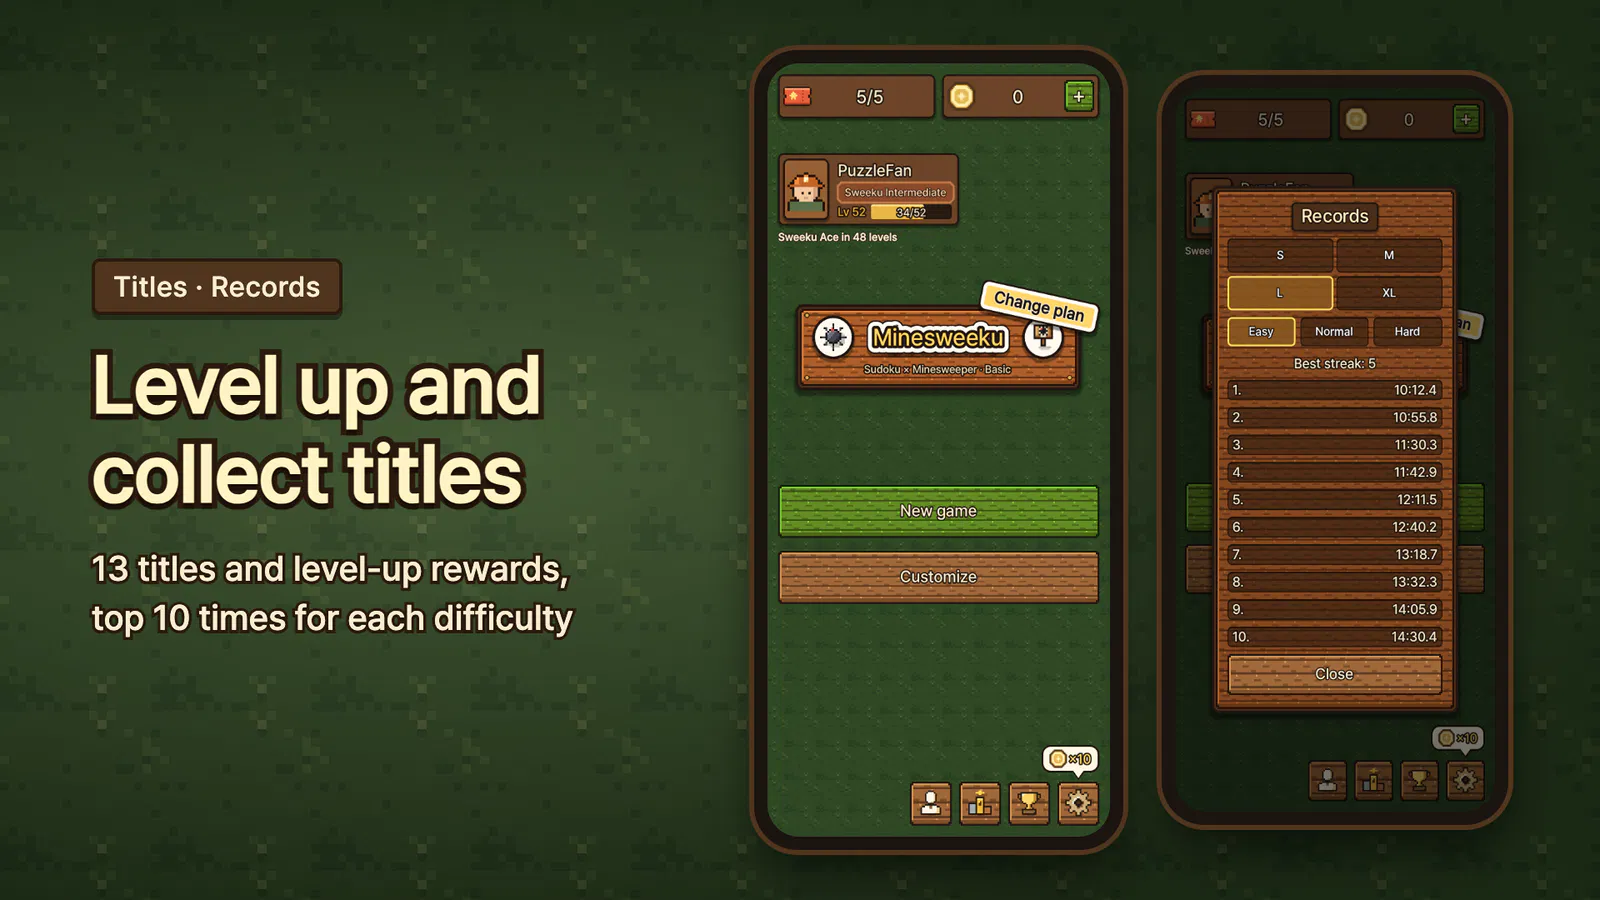 Titles · Records
Level up and
collect titles
13 titles and level-up rewards,
top 10 times for each difficulty
5/5
0
PuzzleFan
Sweeku Intermediate
Lv 52
34/52
Sweeku Ace in 48 levels
Change plan
Minesweeku
Sudoku × Minesweeper · Basic
New game
Customize
×10
5/5
0
Records
S
M
L
XL
Easy
Normal
Hard
Best streak: 5
1. 10:12.4
2. 10:55.8
3. 11:30.3
4. 11:42.9
5. 12:11.5
6. 12:40.2
7. 13:18.7
8. 13:32.3
9. 14:05.9
10. 14:30.4
Close
×10